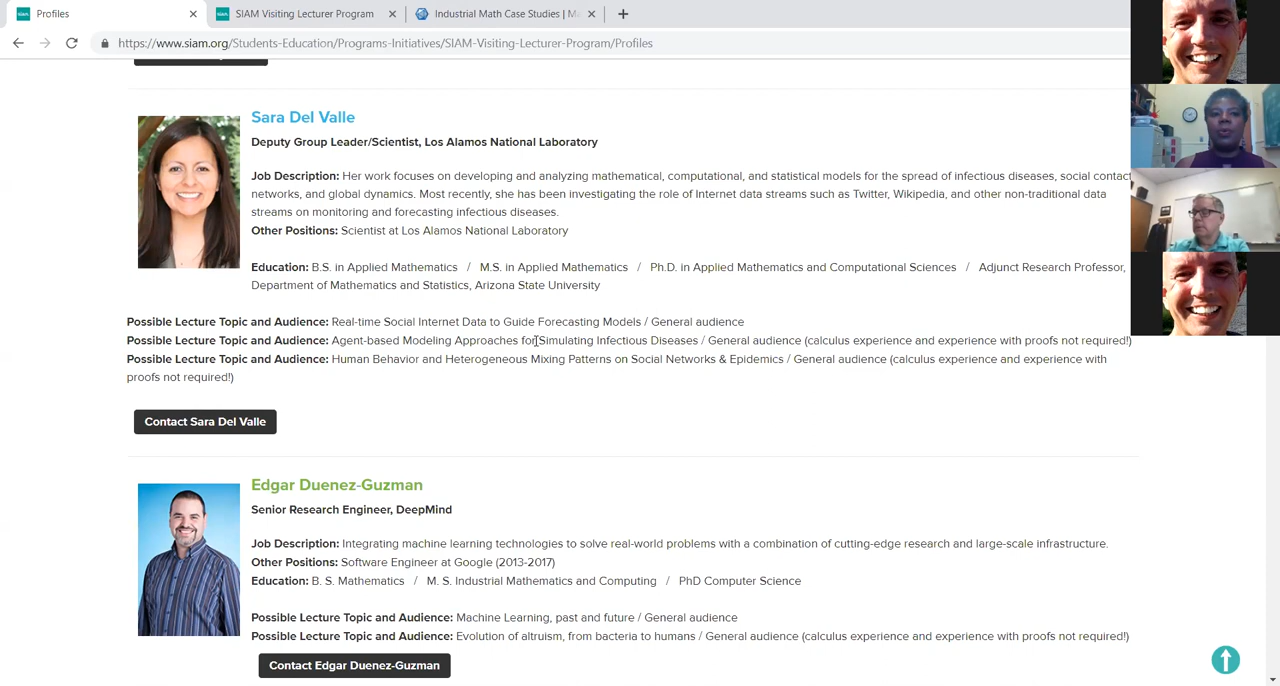 Profiles
SIAM Visiting Lecturer Program
Industrial Math Case Studies | M
https://www.siam.org/Students-Education/Programs-Initiatives/SIAM-Visiting-Lecturer-Program/Profiles
Sara Del Valle
Deputy Group Leader/Scientist, Los Alamos National Laboratory
Job Description: Her work focuses on developing and analyzing mathematical, computational, and statistical models for the spread of infectious diseases, social contact
networks, and global dynamics. Most recently, she has been investigating the role of Internet data streams such as Twitter, Wikipedia, and other non-traditional data
streams on monitoring and forecasting infectious diseases.
Other Positions: Scientist at Los Alamos National Laboratory
Education: B.S. in Applied Mathematics / M.S. in Applied Mathematics / Ph.D. in Applied Mathematics and Computational Sciences / Adjunct Research Professor,
Department of Mathematics and Statistics, Arizona State University
Possible Lecture Topic and Audience: Real-time Social Internet Data to Guide Forecasting Models / General audience
Possible Lecture Topic and Audience: Agent-based Modeling Approaches for Simulating Infectious Diseases / General audience (calculus experience and experience with proofs not required!)
Possible Lecture Topic and Audience: Human Behavior and Heterogeneous Mixing Patterns on Social Networks & Epidemics / General audience (calculus experience and experience with
proofs not required!)
Contact Sara Del Valle
Edgar Duenez-Guzman
Senior Research Engineer, DeepMind
Job Description: Integrating machine learning technologies to solve real-world problems with a combination of cutting-edge research and large-scale infrastructure.
Other Positions: Software Engineer at Google (2013-2017)
Education: B. S. Mathematics / M. S. Industrial Mathematics and Computing / PhD Computer Science
Possible Lecture Topic and Audience: Machine Learning, past and future / General audience
Possible Lecture Topic and Audience: Evolution of altruism, from bacteria to humans / General audience (calculus experience and experience with proofs not required!)
Contact Edgar Duenez-Guzman